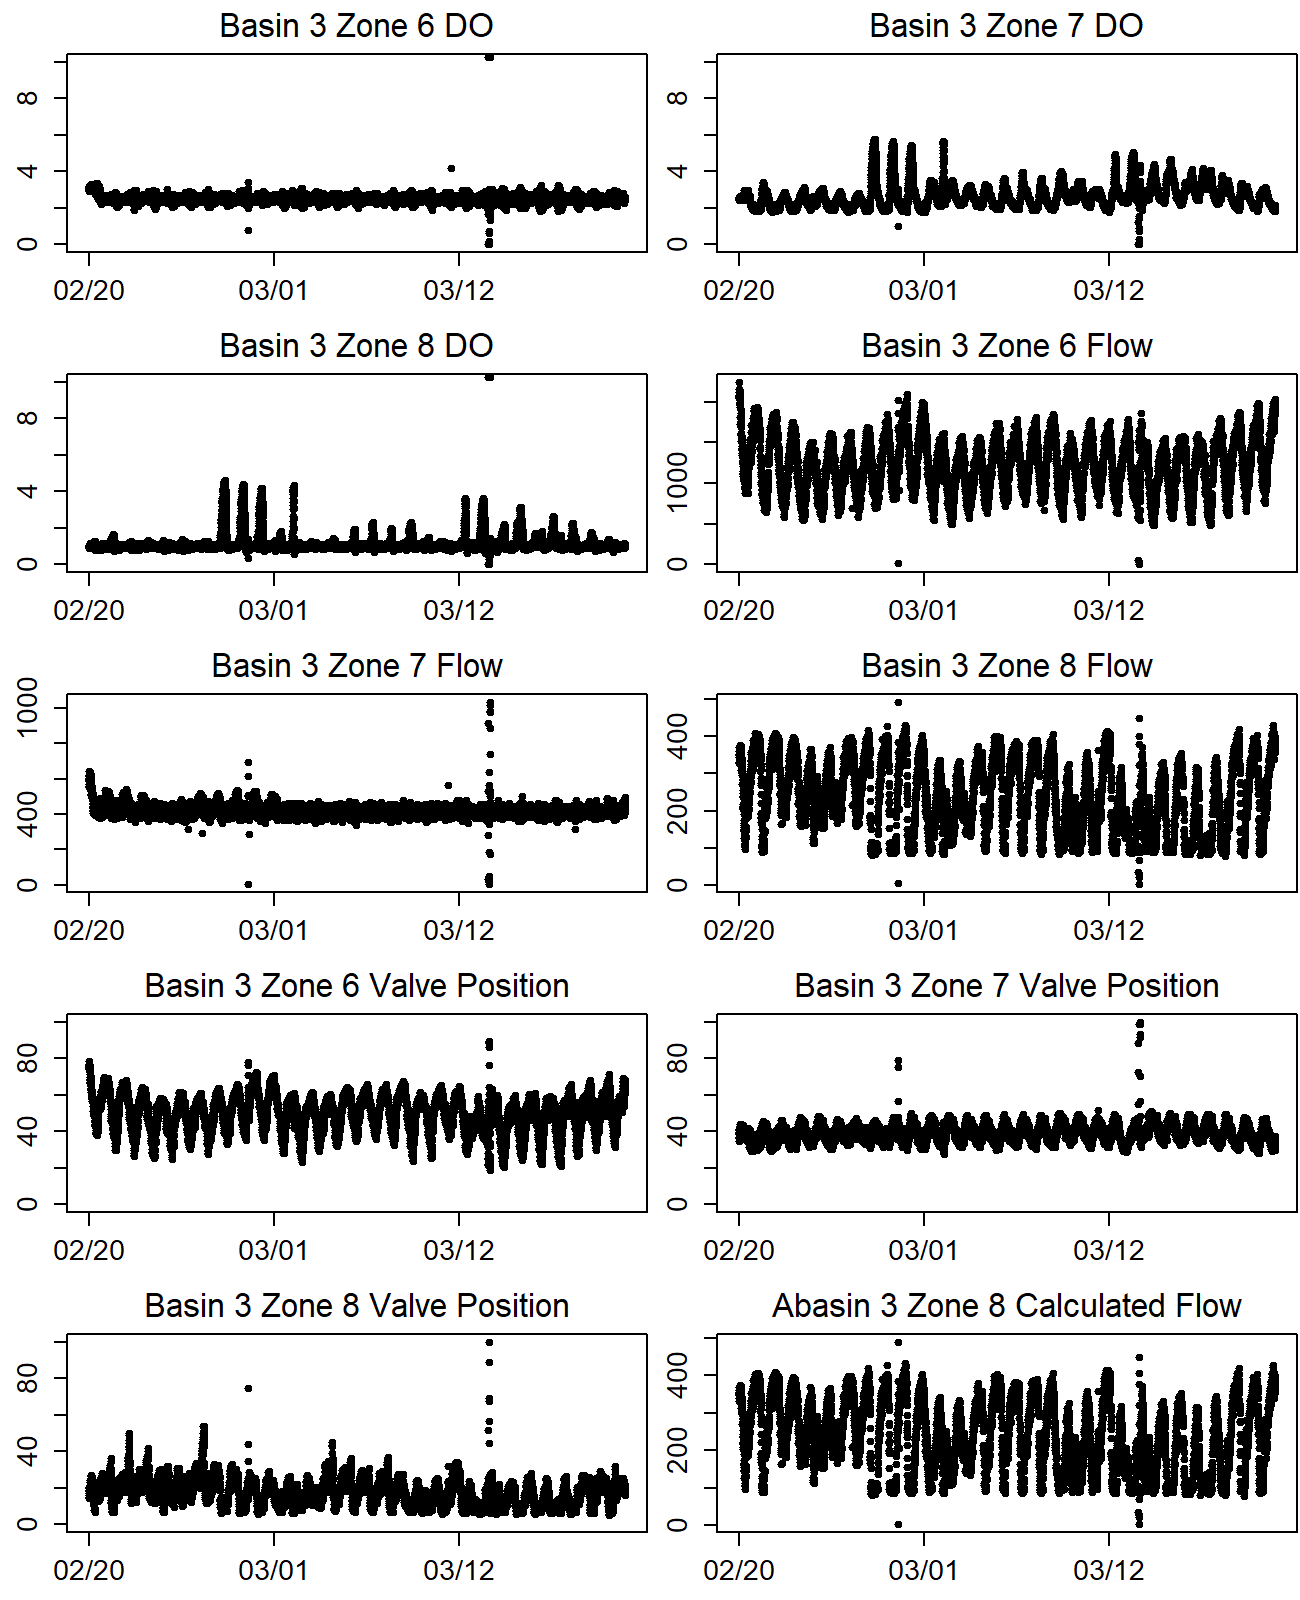 Basin 3 Zone 6 DO
0 4 8
02/20 03/01 03/12
Basin 3 Zone 7 DO
0 4 8
02/20 03/01 03/12
Basin 3 Zone 8 DO
0 4 8
02/20 03/01 03/12
Basin 3 Zone 6 Flow
0 1000
02/20 03/01 03/12
Basin 3 Zone 7 Flow
0 400 1000
02/20 03/01 03/12
Basin 3 Zone 8 Flow
0 200 400
02/20 03/01 03/12
Basin 3 Zone 6 Valve Position
0 40 80
02/20 03/01 03/12
Basin 3 Zone 7 Valve Position
0 40 80
02/20 03/01 03/12
Basin 3 Zone 8 Valve Position
0 40 80
02/20 03/01 03/12
Abasin 3 Zone 8 Calculated Flow
0 200 400
02/20 03/01 03/12